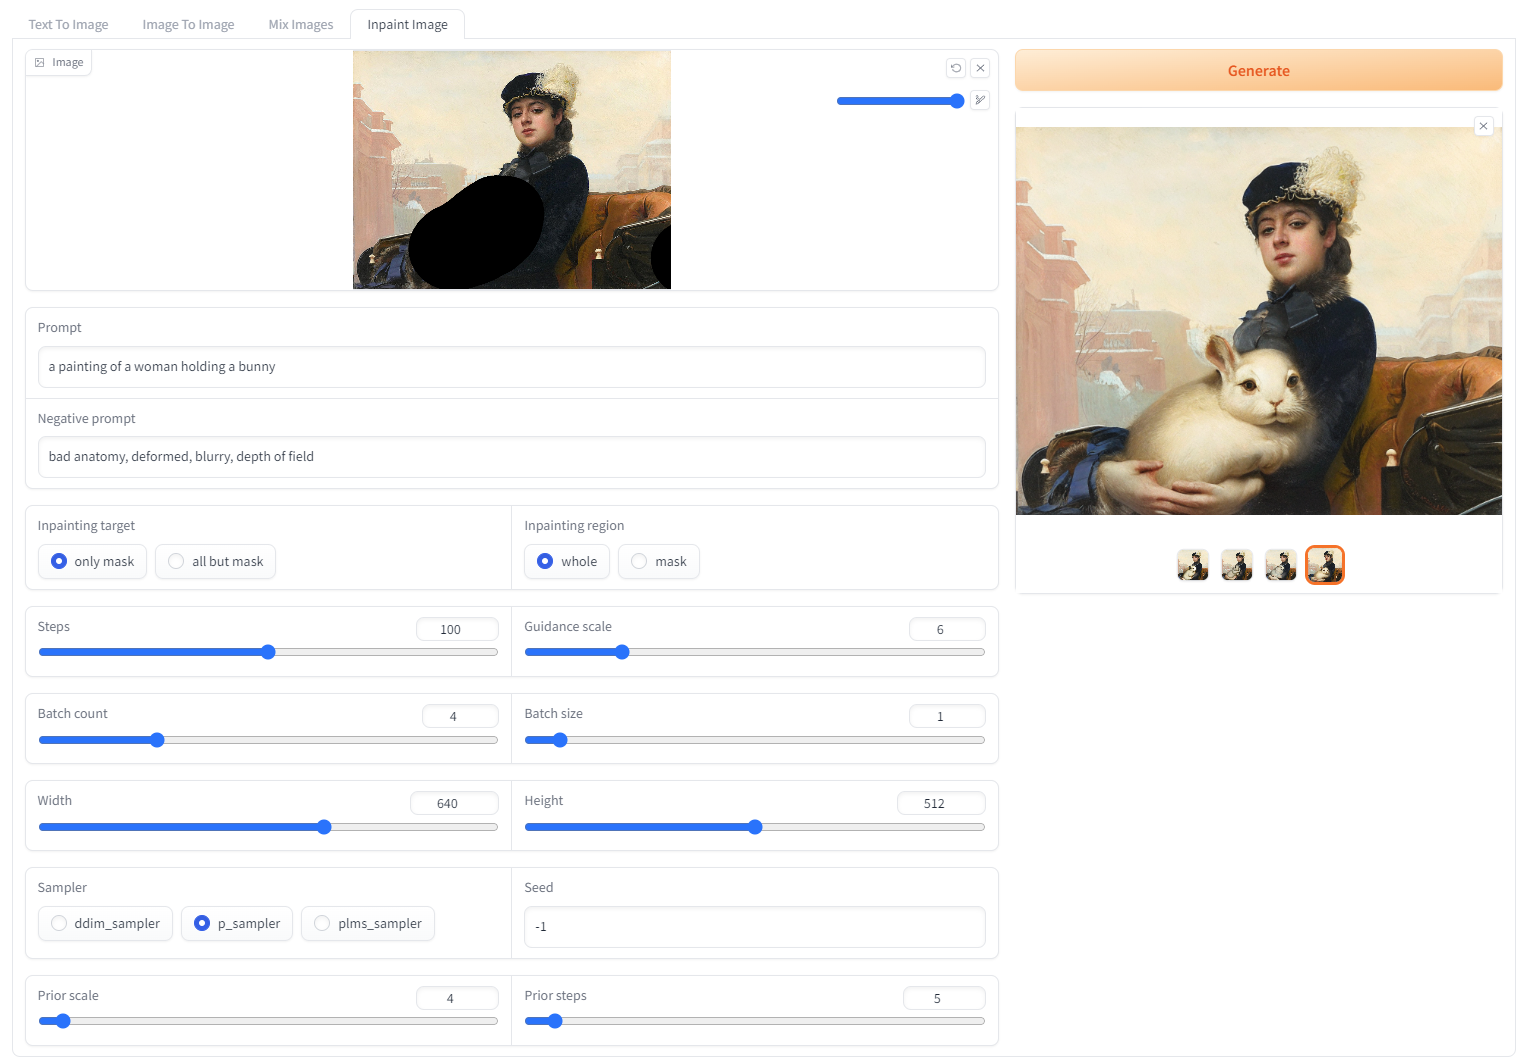 Text To Image
Image To Image
Mix Images
Inpaint Image
Image
Generate
Prompt
a painting of a woman holding a bunny
Negative prompt
bad anatomy, deformed, blurry, depth of field
Inpainting target
only mask
all but mask
Inpainting region
whole
mask
Steps
100
Guidance scale
6
Batch count
4
Batch size
1
Width
640
Height
512
Sampler
ddim_sampler
p_sampler
plms_sampler
Seed
-1
Prior scale
4
Prior steps
5